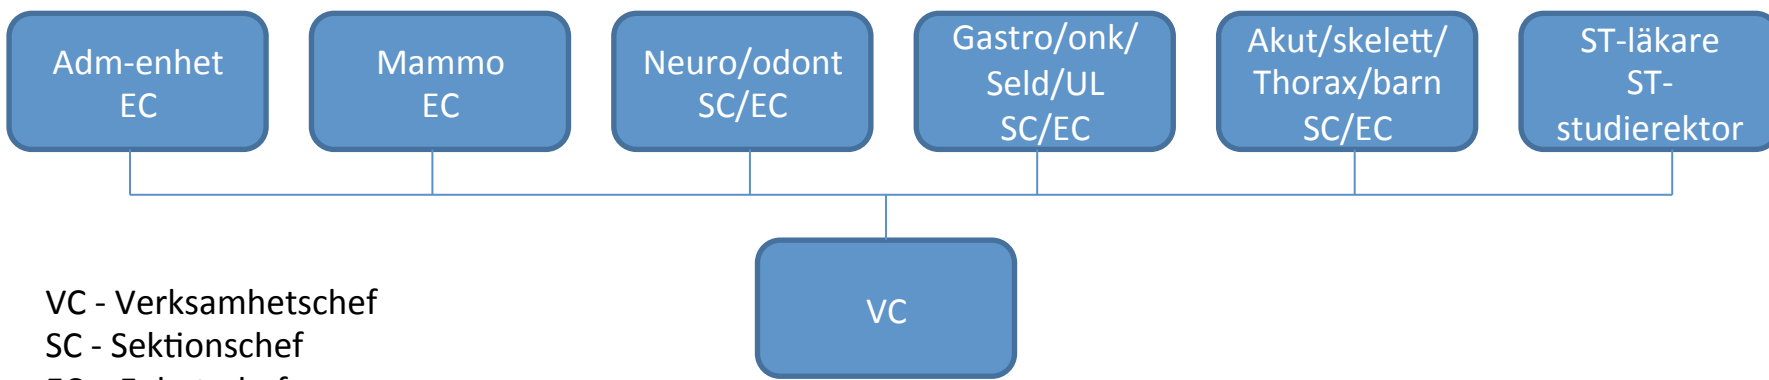 Adm-enhet
EC
Mammo
EC
Neuro/odont
SC/EC
Gastro/onk/
Seld/UL
SC/EC
Akut/skelett/
Thorax/barn
SC/EC
ST-läkare
ST-
studierektor
VC
VC - Verksamhetschef
SC - Sektionschef